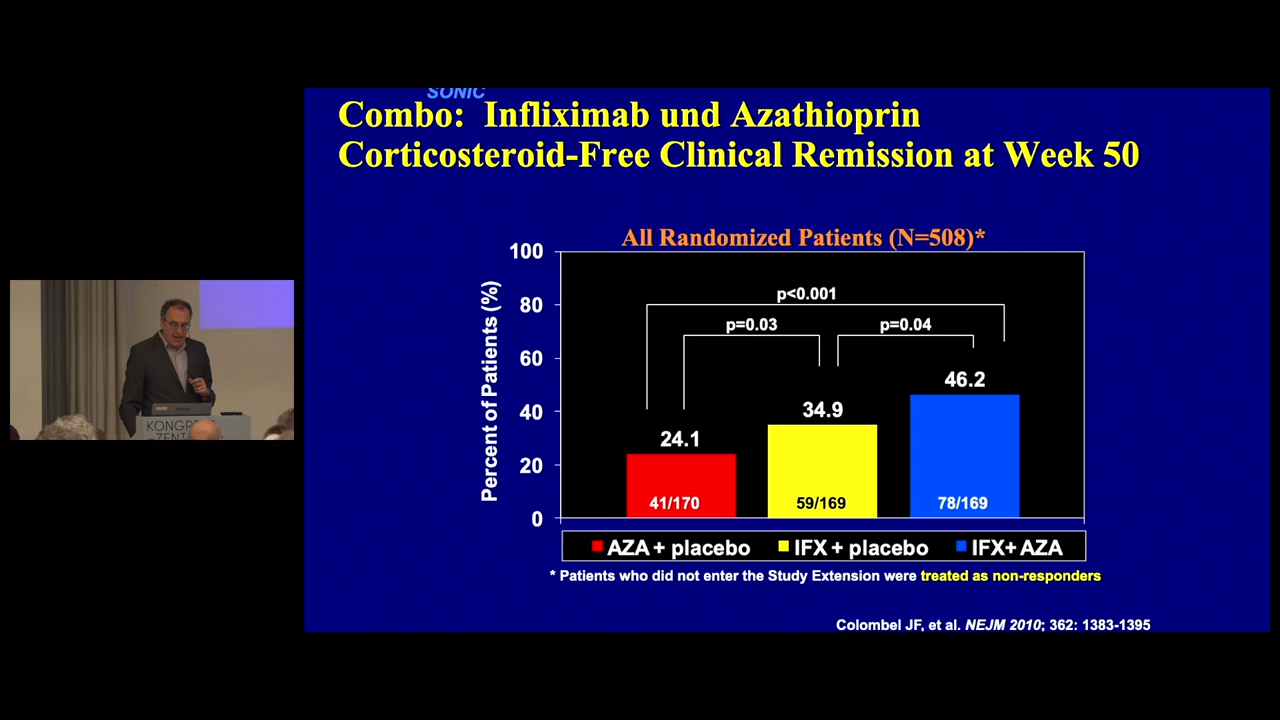 SONIC
Combo: Infliximab und Azathioprin
Corticosteroid-Free Clinical Remission at Week 50
All Randomized Patients (N=508)*
Percent of Patients (%)
100
80
60
40
20
0
p<0.001
p=0.03
p=0.04
24.1
34.9
46.2
41/170
59/169
78/169
AZA + placebo
IFX + placebo
IFX+ AZA
* Patients who did not enter the Study Extension were treated as non-responders
Colombel JF, et al. NEJM 2010; 362: 1383-1395